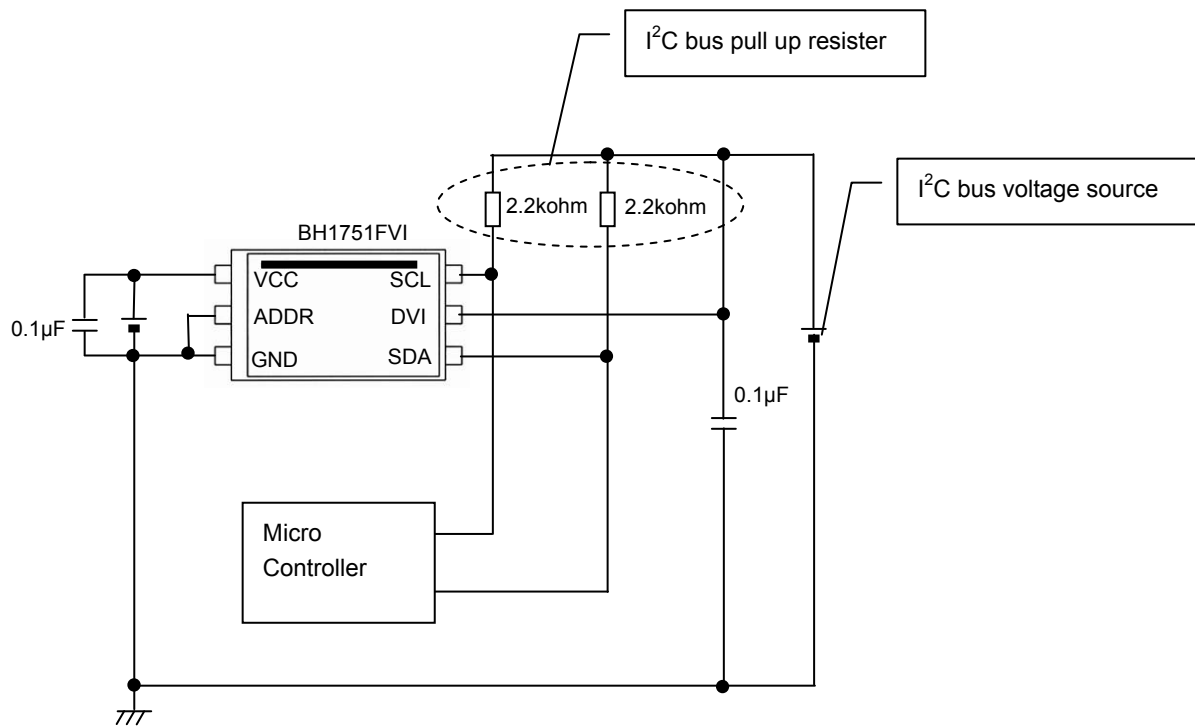 I²C bus pull up resister
I²C bus voltage source
2.2kohm
2.2kohm
BH1751FVI
VCC
SCL
0.1µF
ADDR
DVI
GND
SDA
0.1µF
Micro
Controller